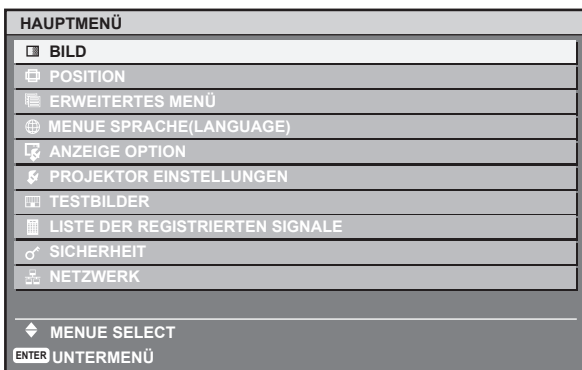 HAUPTMENÜ
BILD
POSITION
ERWEITERTES MENÜ
MENUE SPRACHE(LANGUAGE)
ANZEIGE OPTION
PROJEKTOR EINSTELLUNGEN
TESTBILDER
LISTE DER REGISTRIERTEN SIGNALE
SICHERHEIT
NETZWERK
MENUE SELECT
ENTER UNTERMENÜ